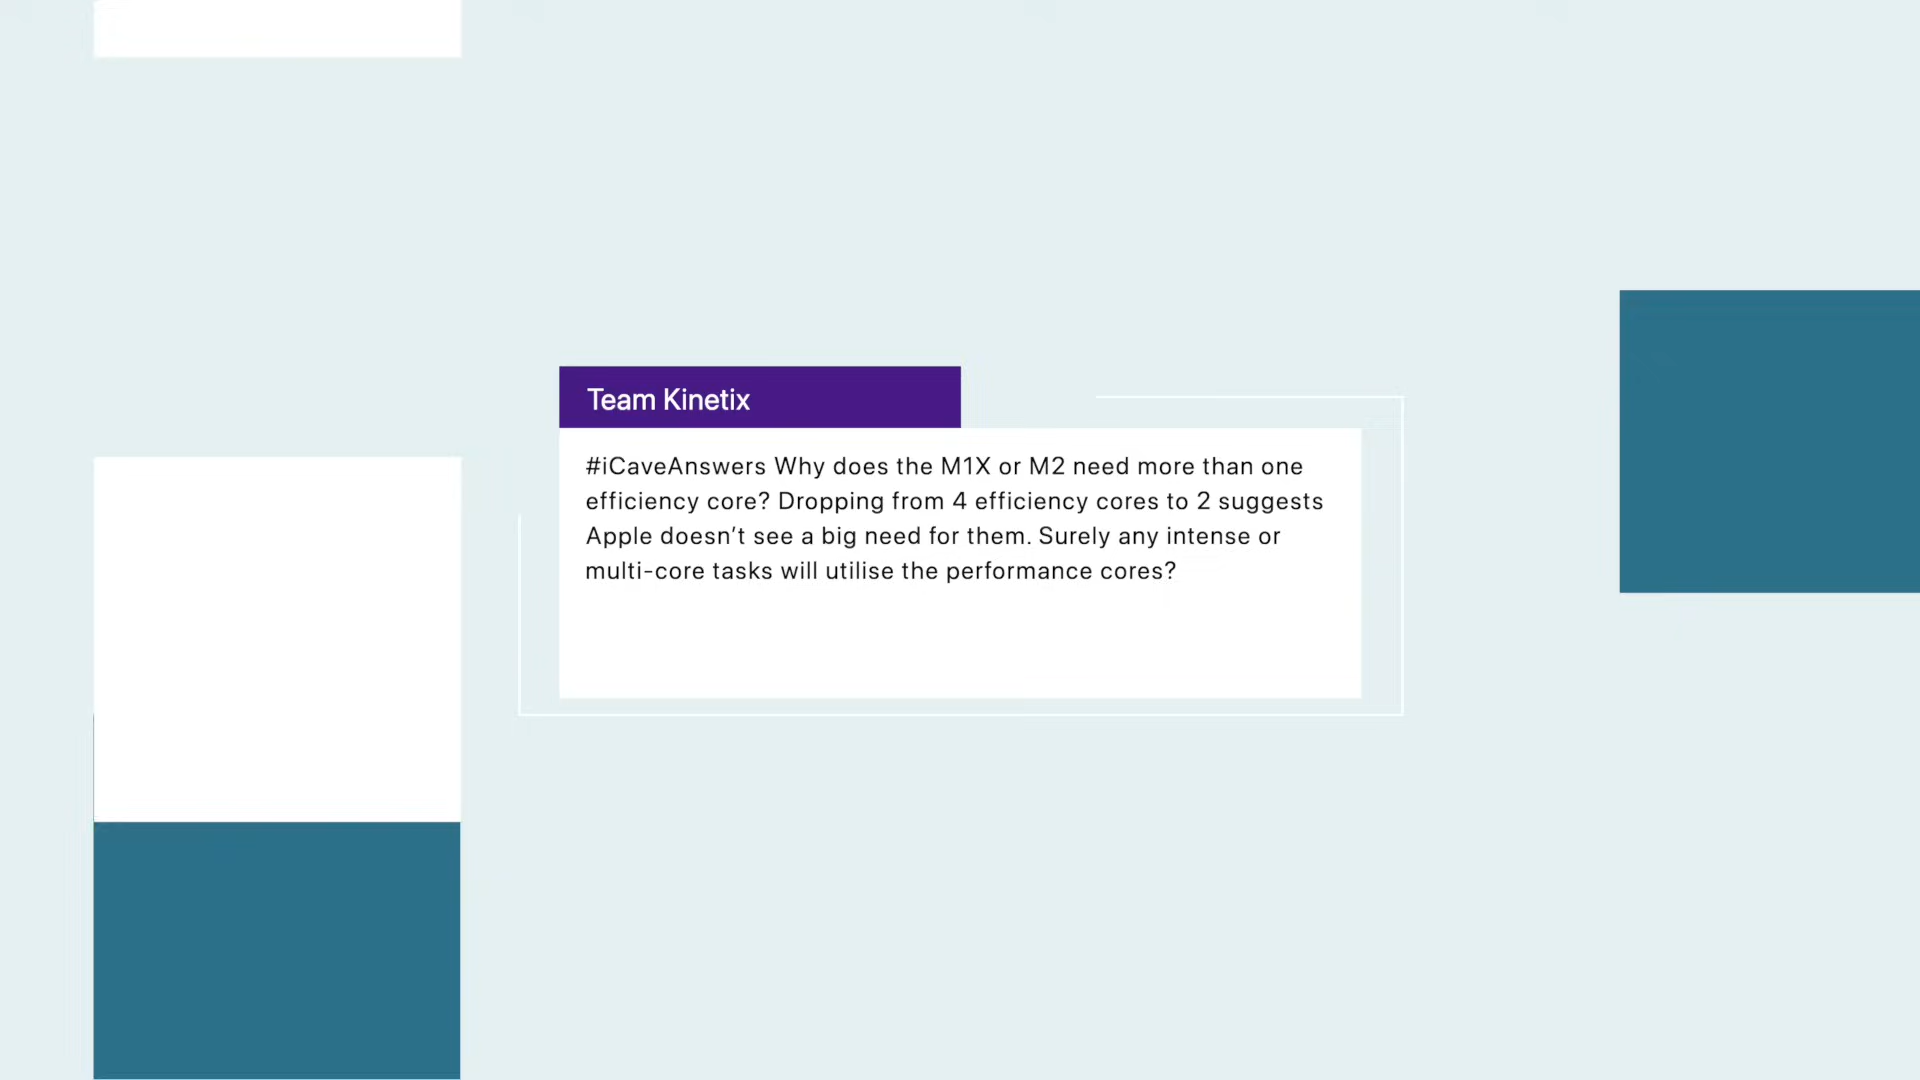 Team Kinetix
#iCaveAnswers Why does the M1X or M2 need more than one
efficiency core? Dropping from 4 efficiency cores to 2 suggests
Apple doesn’t see a big need for them. Surely any intense or
multi-core tasks will utilise the performance cores?